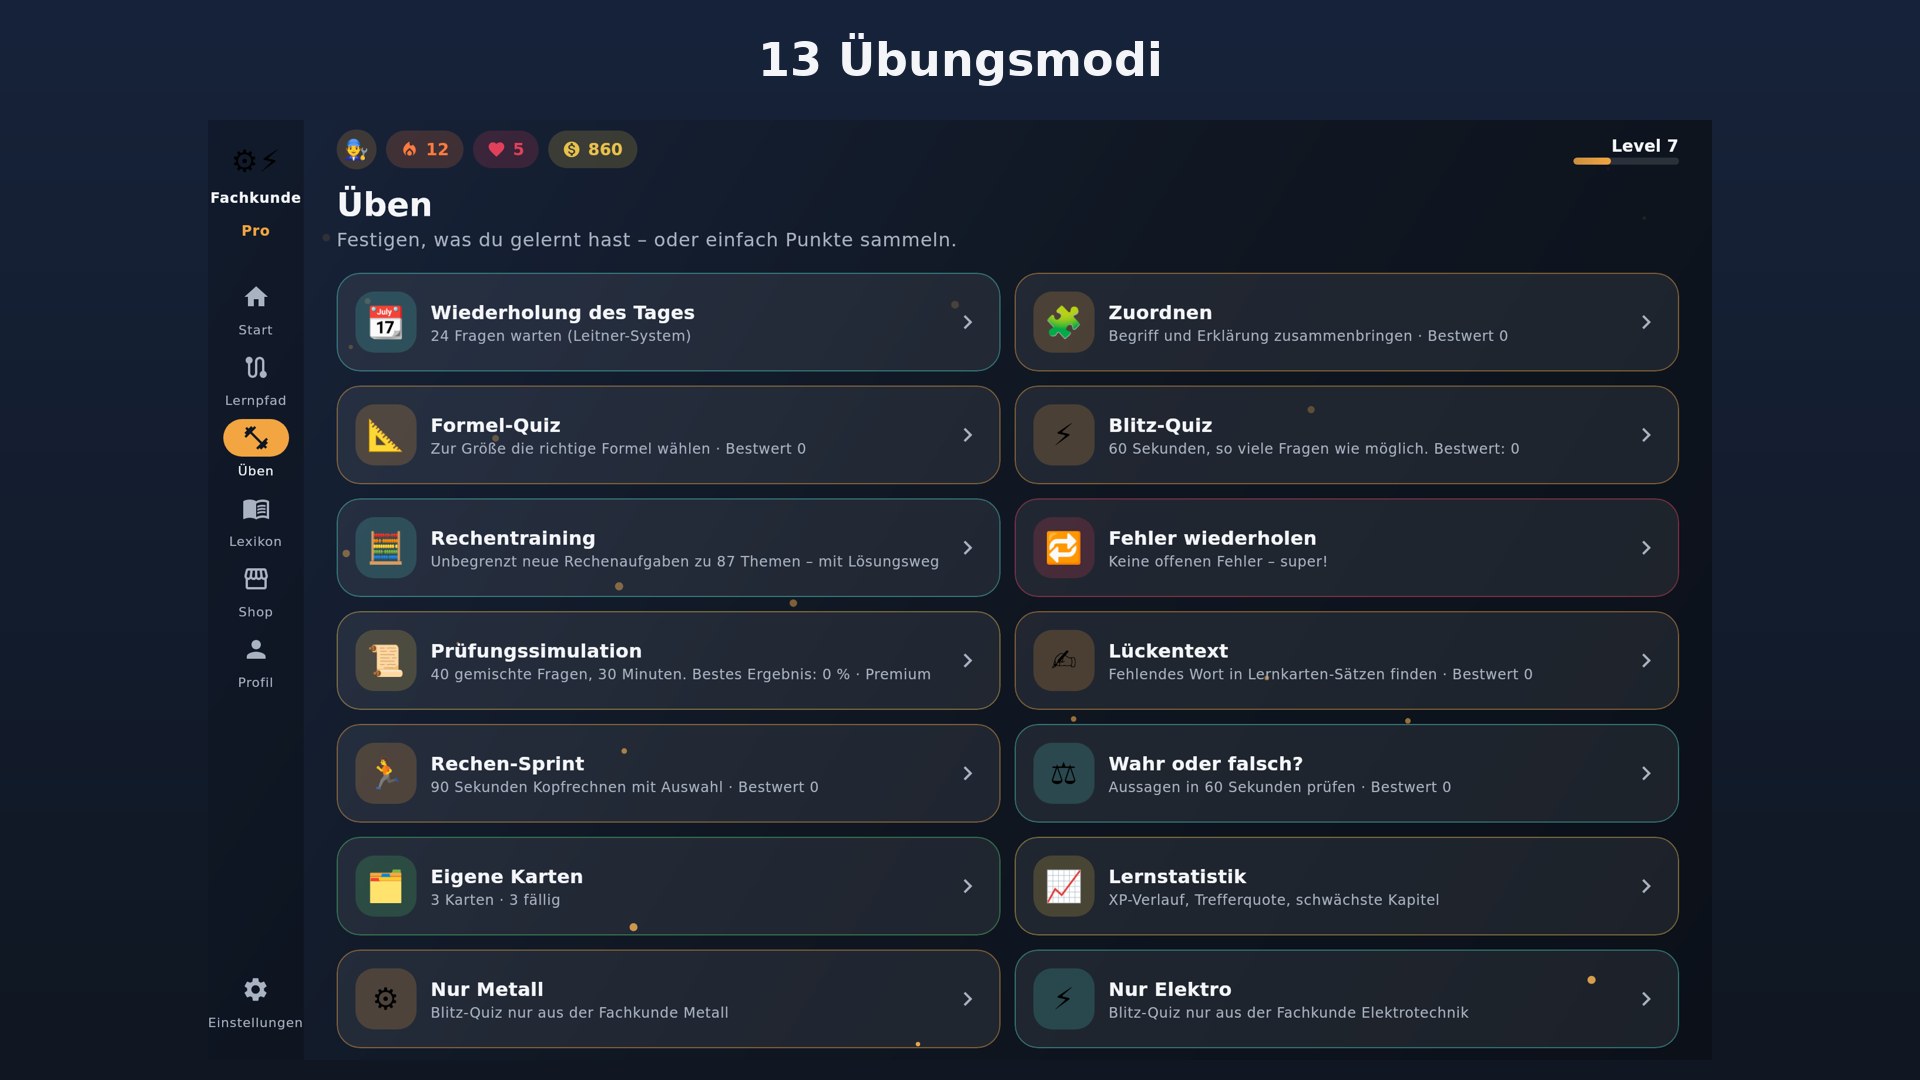 13 Übungsmodi
Fachkunde
Pro
Start
Lernpfad
Üben
Lexikon
Shop
Profil
Einstellungen
12
5
860
Level 7
Üben
Festigen, was du gelernt hast – oder einfach Punkte sammeln.
July
17
Wiederholung des Tages
24 Fragen warten (Leitner-System)
Zuordnen
Begriff und Erklärung zusammenbringen · Bestwert 0
Formel-Quiz
Zur Größe die richtige Formel wählen · Bestwert 0
Blitz-Quiz
60 Sekunden, so viele Fragen wie möglich. Bestwert: 0
Rechentraining
Unbegrenzt neue Rechenaufgaben zu 87 Themen – mit Lösungsweg
Fehler wiederholen
Keine offenen Fehler – super!
Prüfungssimulation
40 gemischte Fragen, 30 Minuten. Bestes Ergebnis: 0 % · Premium
Lückentext
Fehlendes Wort in Lernkarten-Sätzen finden · Bestwert 0
Rechen-Sprint
90 Sekunden Kopfrechnen mit Auswahl · Bestwert 0
Wahr oder falsch?
Aussagen in 60 Sekunden prüfen · Bestwert 0
Eigene Karten
3 Karten · 3 fällig
Lernstatistik
XP-Verlauf, Trefferquote, schwächste Kapitel
Nur Metall
Blitz-Quiz nur aus der Fachkunde Metall
Nur Elektro
Blitz-Quiz nur aus der Fachkunde Elektrotechnik